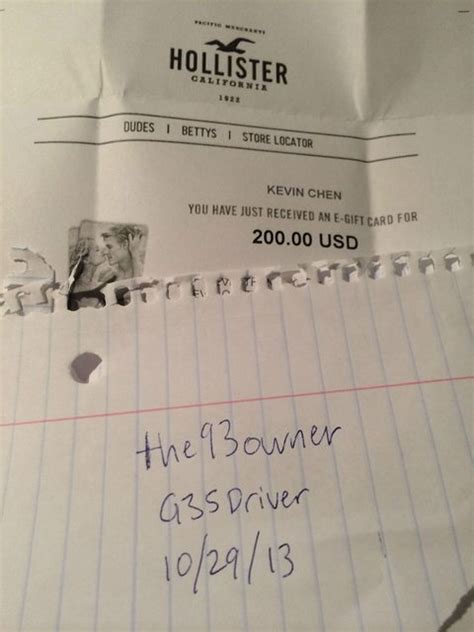 PACIFIC MERCHANTS
HOLLISTER
CALIFORNIA
1922
DUDES | BETTYS | STORE LOCATOR
KEVIN CHEN
YOU HAVE JUST RECEIVED AN E-GIFT CARD FOR
200.00 USD
the93owner
G35Driver
10/29/13